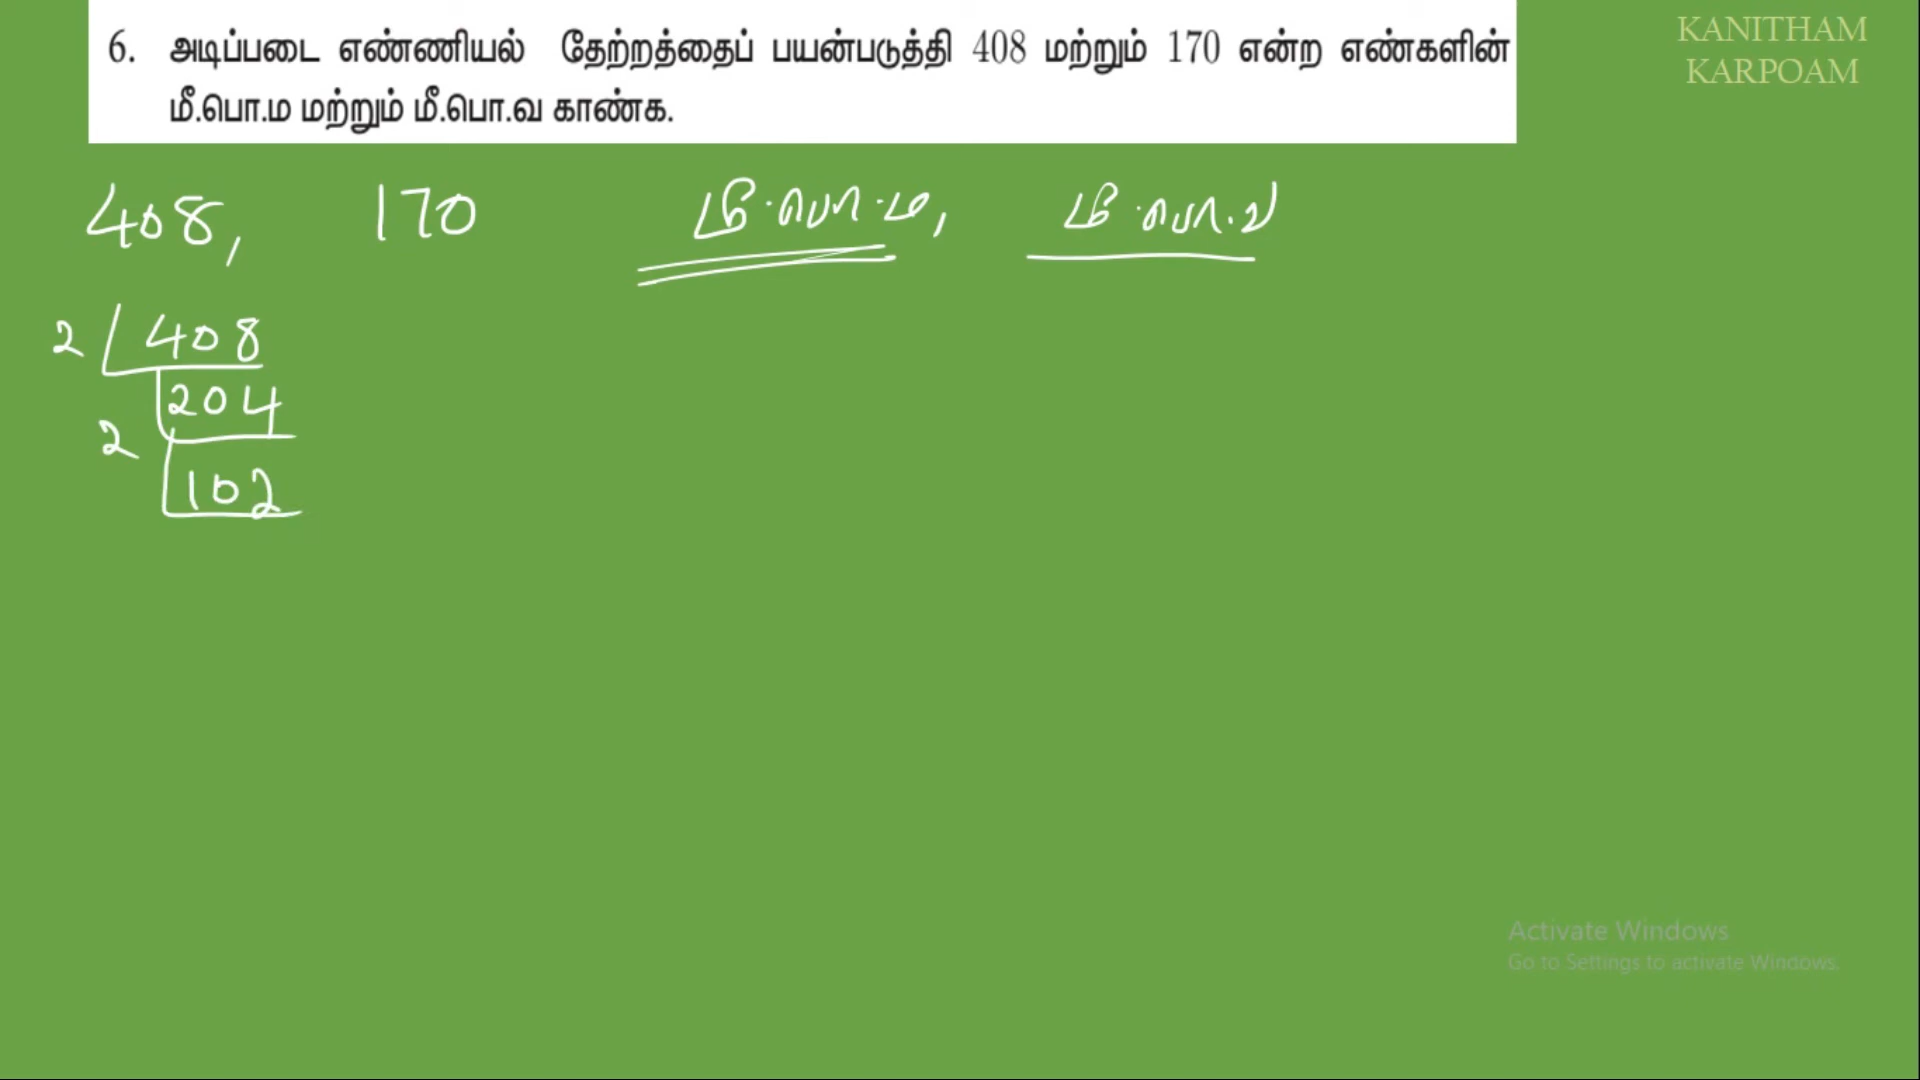 6. அடிப்படை எண்ணியல் தேற்றத்தைப் பயன்படுத்தி 408 மற்றும் 170 என்ற எண்களின்
மீ.பொ.ம மற்றும் மீ.பொ.வ காண்க.
KANITHAM
KARPOAM
408, 170 மீ.பொ.ம, மீ.பொ.வ
2 408
204
2
102
Activate Windows
Go to Settings to activate Windows.